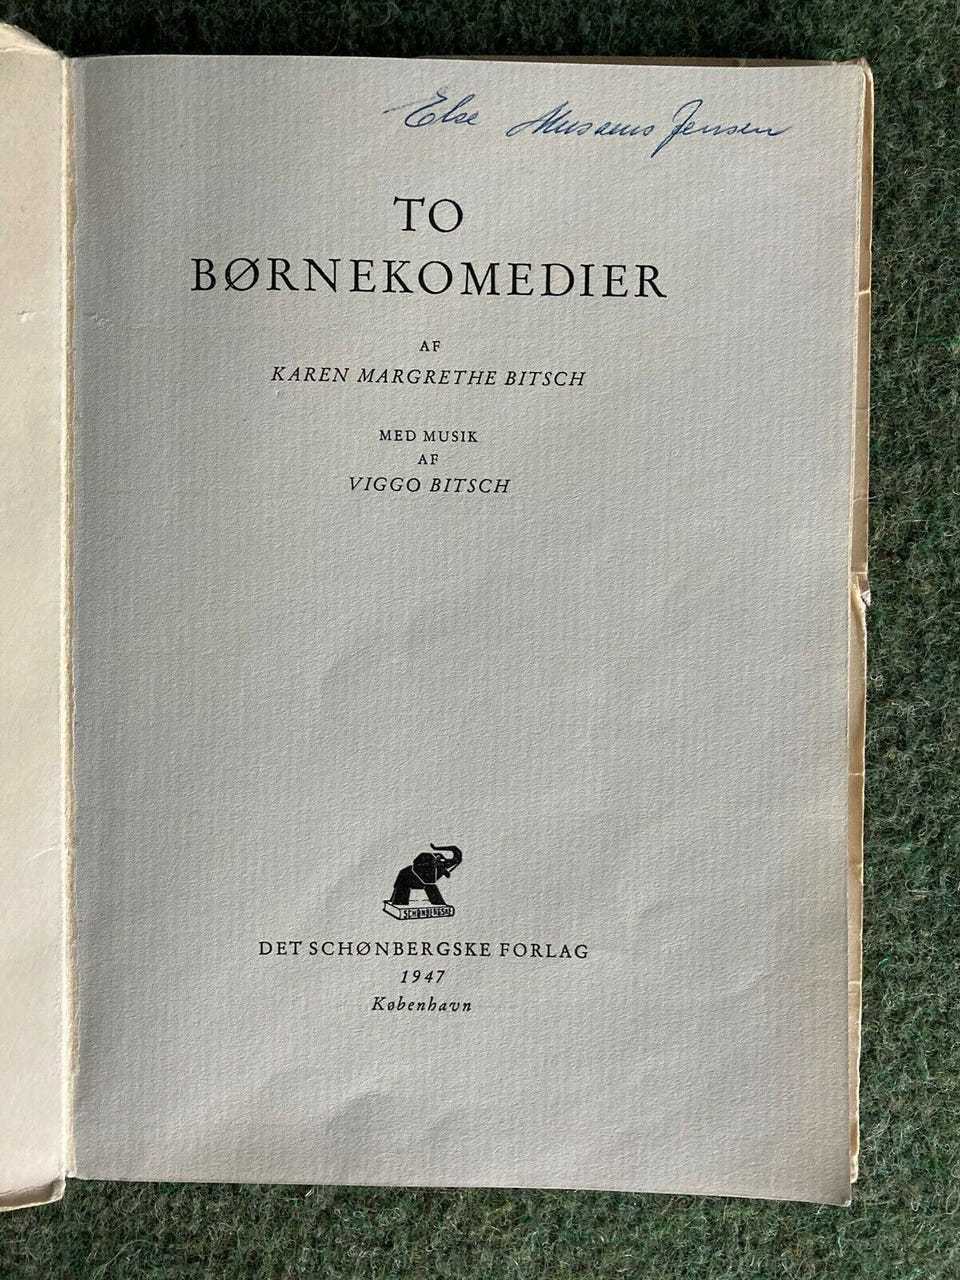 Else Jensen
TO
BØRNEKOMEDIER
AF
KAREN MARGRETHE BITSCH
MED MUSIK
AF
VIGGO BITSCH
SCHØNBERGSKE
DET SCHØNBERGSKE FORLAG
1947
København